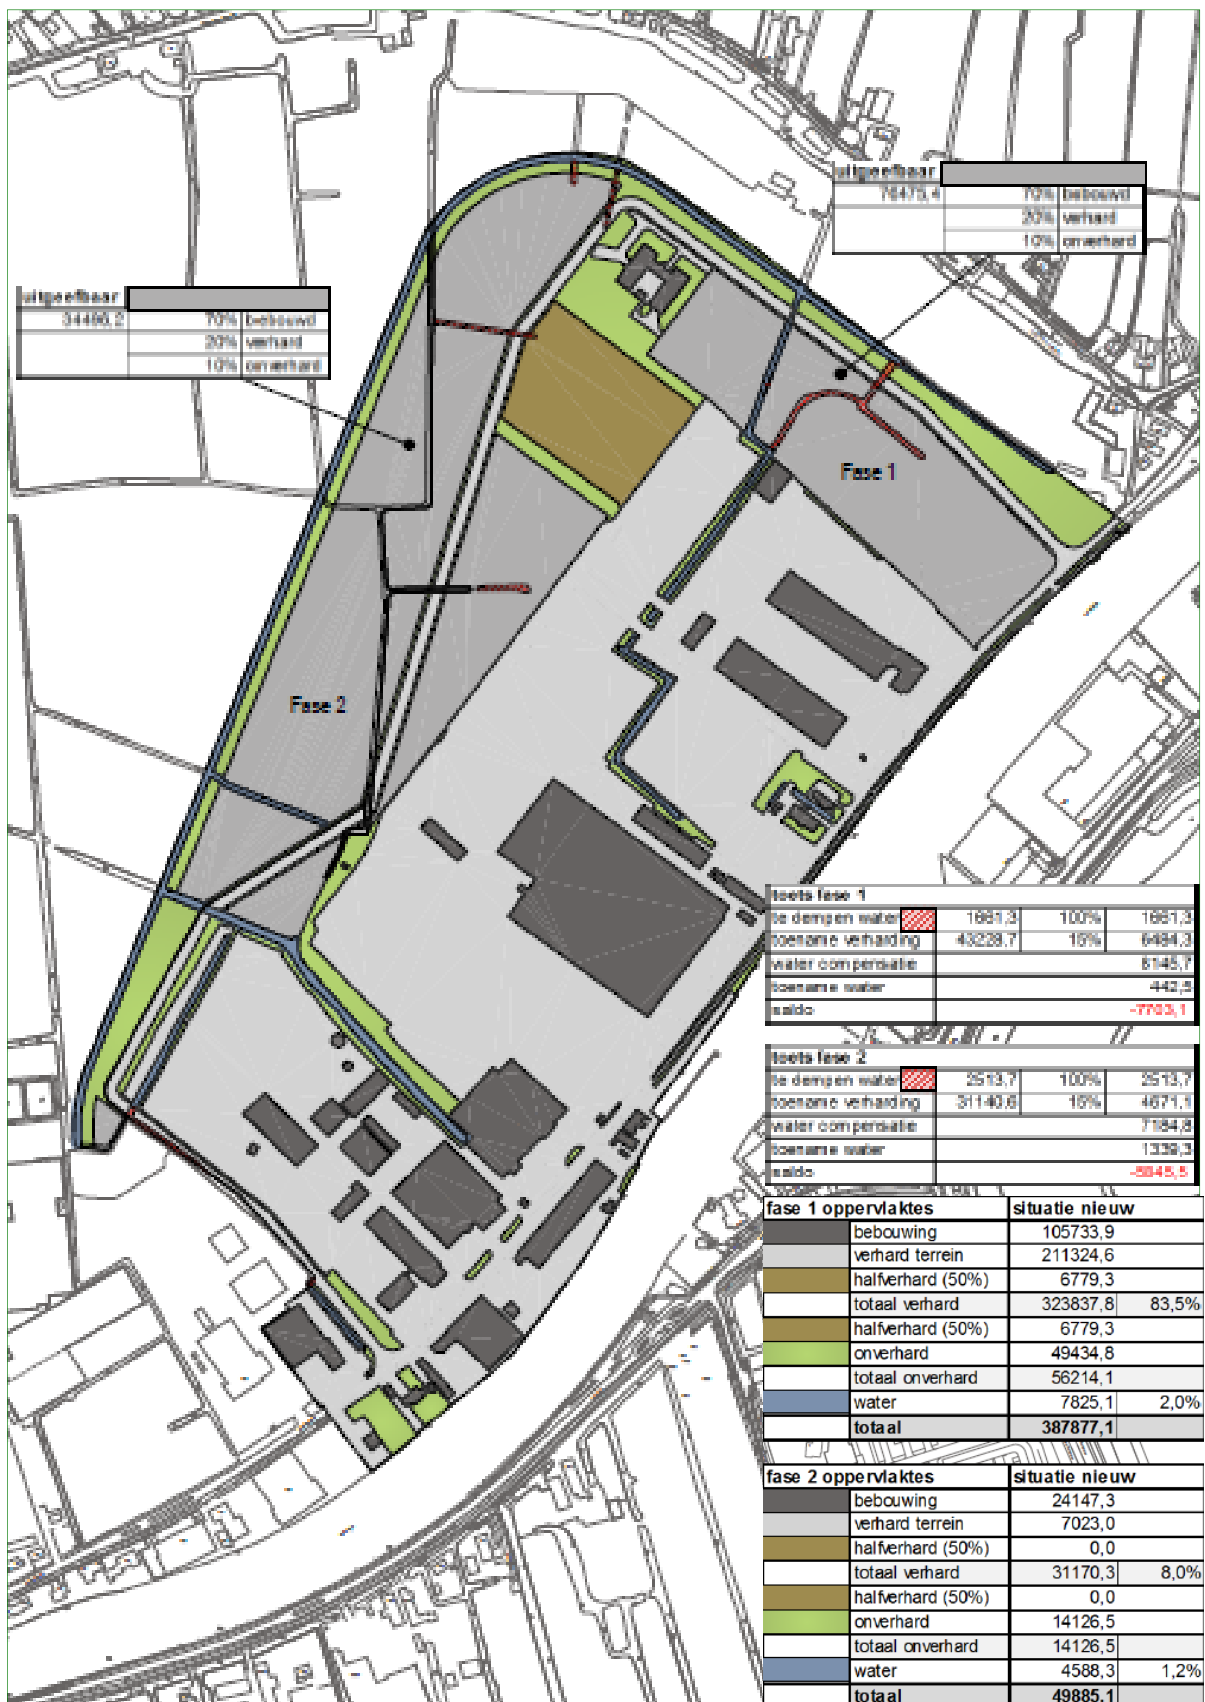 uitgeefbaar
76475,4 70% bebouwd
20% verhard
10% onverhard
uitgeefbaar
34496,2 70% bebouwd
20% verhard
10% onverhard
Fase 1
Fase 2
toets fase 1
te dempen water 1661,3 100% 1661,3
toename verharding 43228,7 15% 6484,3
water compensatie 8145,7
toename water 442,5
saldo -7703,1
toets fase 2
te dempen water 2513,7 100% 2513,7
toename verharding 31140,6 15% 4671,1
water compensatie 7184,8
toename water 1339,3
saldo -5845,5
fase 1 oppervlaktes situatie nieuw
bebouwing 105733,9
verhard terrein 211324,6
halfverhard (50%) 6779,3
totaal verhard 323837,8 83,5%
halfverhard (50%) 6779,3
onverhard 49434,8
totaal onverhard 56214,1
water 7825,1 2,0%
totaal 387877,1
fase 2 oppervlaktes situatie nieuw
bebouwing 24147,3
verhard terrein 7023,0
halfverhard (50%) 0,0
totaal verhard 31170,3 8,0%
halfverhard (50%) 0,0
onverhard 14126,5
totaal onverhard 14126,5
water 4588,3 1,2%
totaal 49885,1